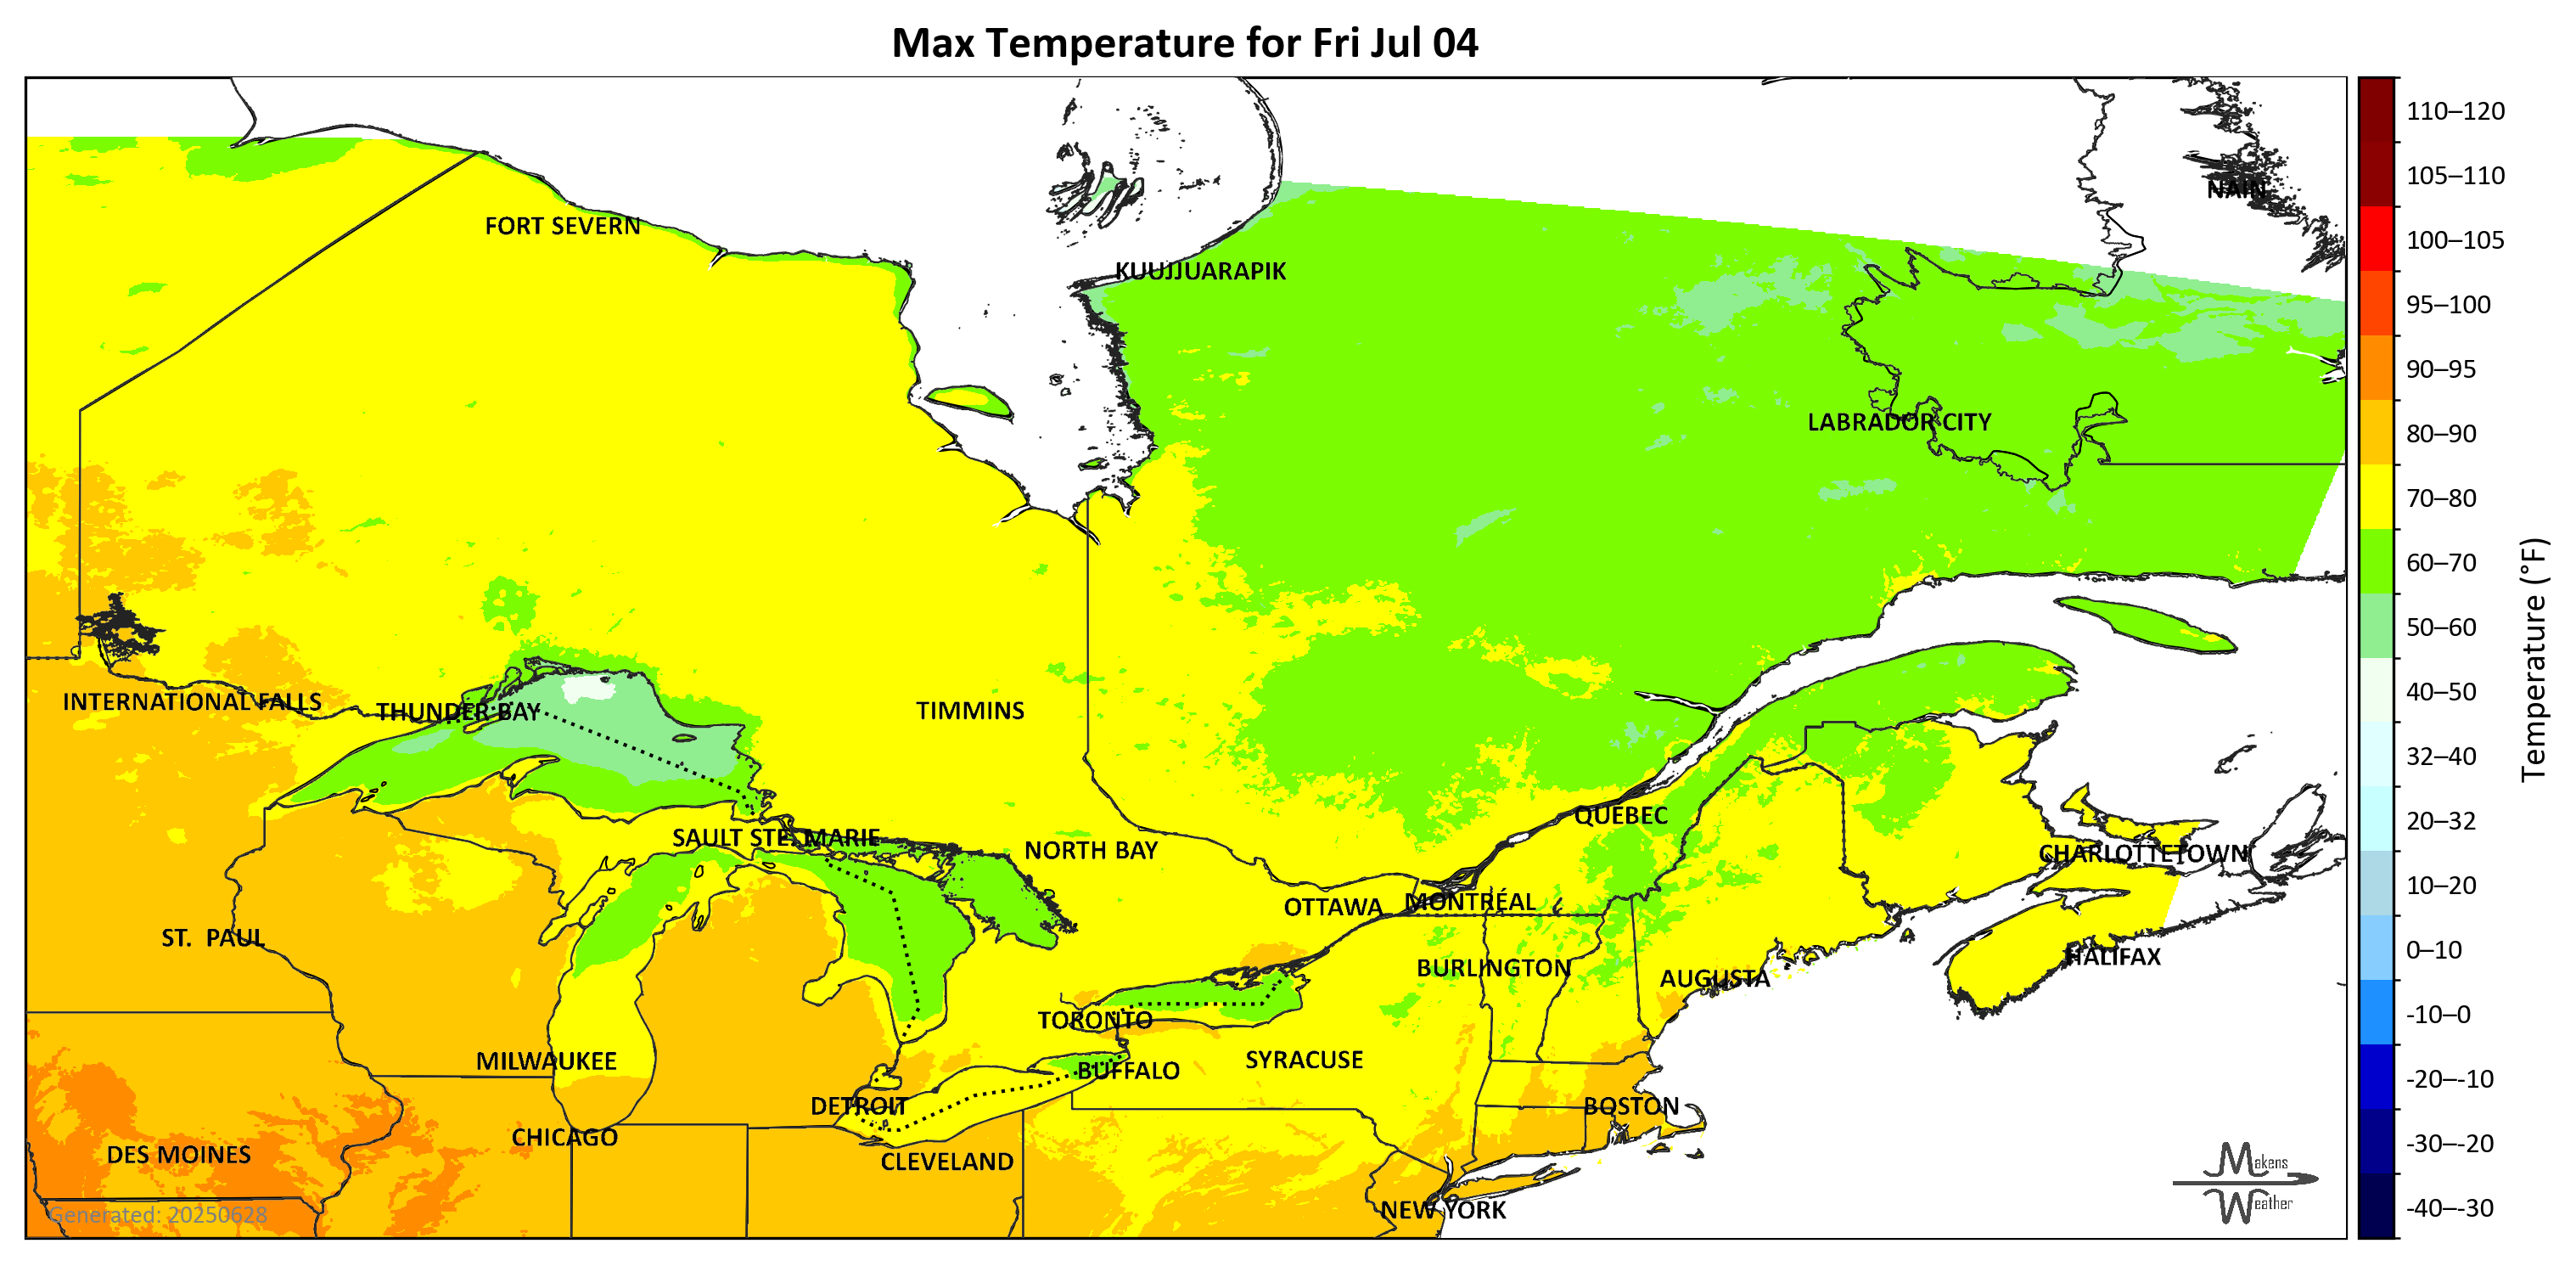 Max Temperature for Fri Jul 04
110–120
105–110
100–105
95–100
90–95
80–90
70–80
60–70
50–60
40–50
32–40
20–32
10–20
0–10
-10–0
-20–-10
-30–-20
-40–-30
Temperature (°F)
NAIN
FORT SEVERN
KUUJJUARAPIK
LABRADOR CITY
INTERNATIONAL FALLS
THUNDER BAY
TIMMINS
QUÉBEC
SAULT STE. MARIE
NORTH BAY
CHARLOTTETOWN
OTTAWA
MONTRÉAL
ST. PAUL
HALIFAX
BURLINGTON
AUGUSTA
TORONTO
MILWAUKEE
SYRACUSE
BUFFALO
DETROIT
BOSTON
CHICAGO
DES MOINES
CLEVELAND
NEW YORK
Makens
Weather
Generated: 20250628